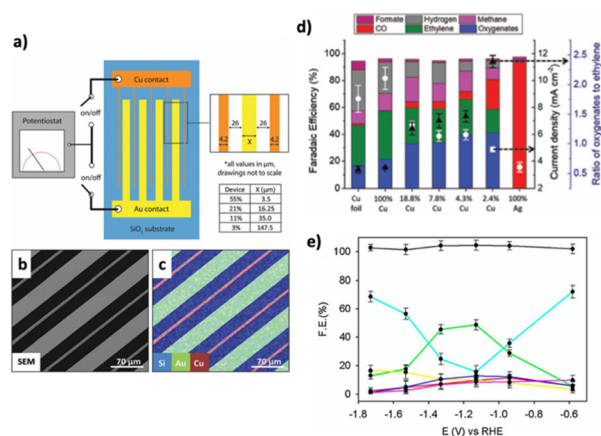 a)
Cu contact
Potentiostat
on/off
on/off
Au contact
SiO₂ substrate
26 26
4.2 X 4.2
*all values in μm,
drawings not to scale
Device X (μm)
55% 3.5
21% 16.25
11% 35.0
3% 147.5
b
SEM
70 μm
c
Si Au Cu
70 μm
d)
Formate Hydrogen Methane
CO Ethylene Oxygenates
Faradaic Efficiency (%)
100
80
60
40
20
0
Cu foil
100% Cu
18.8% Cu
7.8% Cu
4.3% Cu
2.4% Cu
100% Ag
12
10
8
6
4
2
Current density (mA cm⁻²)
2.5
2.0
1.5
1.0
0.5
Ratio of oxygenates to ethylene
e)
F.E.(%)
100
80
60
40
20
0
-1.8 -1.6 -1.4 -1.2 -1.0 -0.8 -0.6
E (V) vs RHE